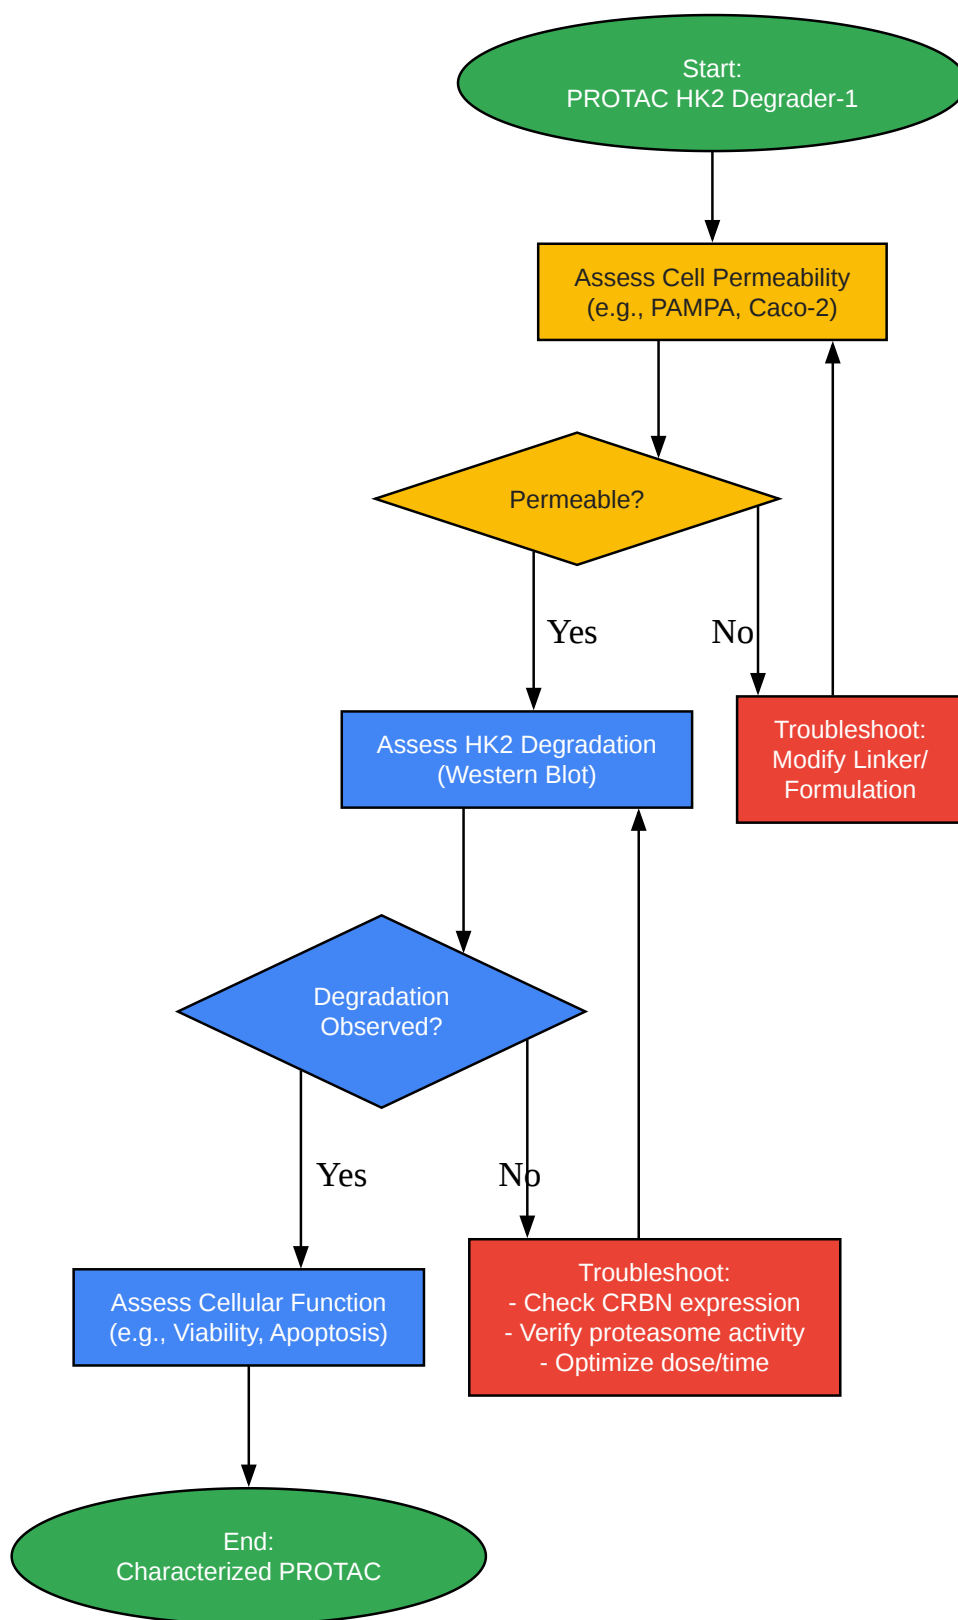 Start:
PROTAC HK2 Degrader-1
Assess Cell Permeability
(e.g., PAMPA, Caco-2)
Permeable?
Yes
No
Assess HK2 Degradation
(Western Blot)
Troubleshoot:
Modify Linker/
Formulation
Degradation
Observed?
Yes
No
Assess Cellular Function
(e.g., Viability, Apoptosis)
Troubleshoot:
- Check CRBN expression
- Verify proteasome activity
- Optimize dose/time
End:
Characterized PROTAC